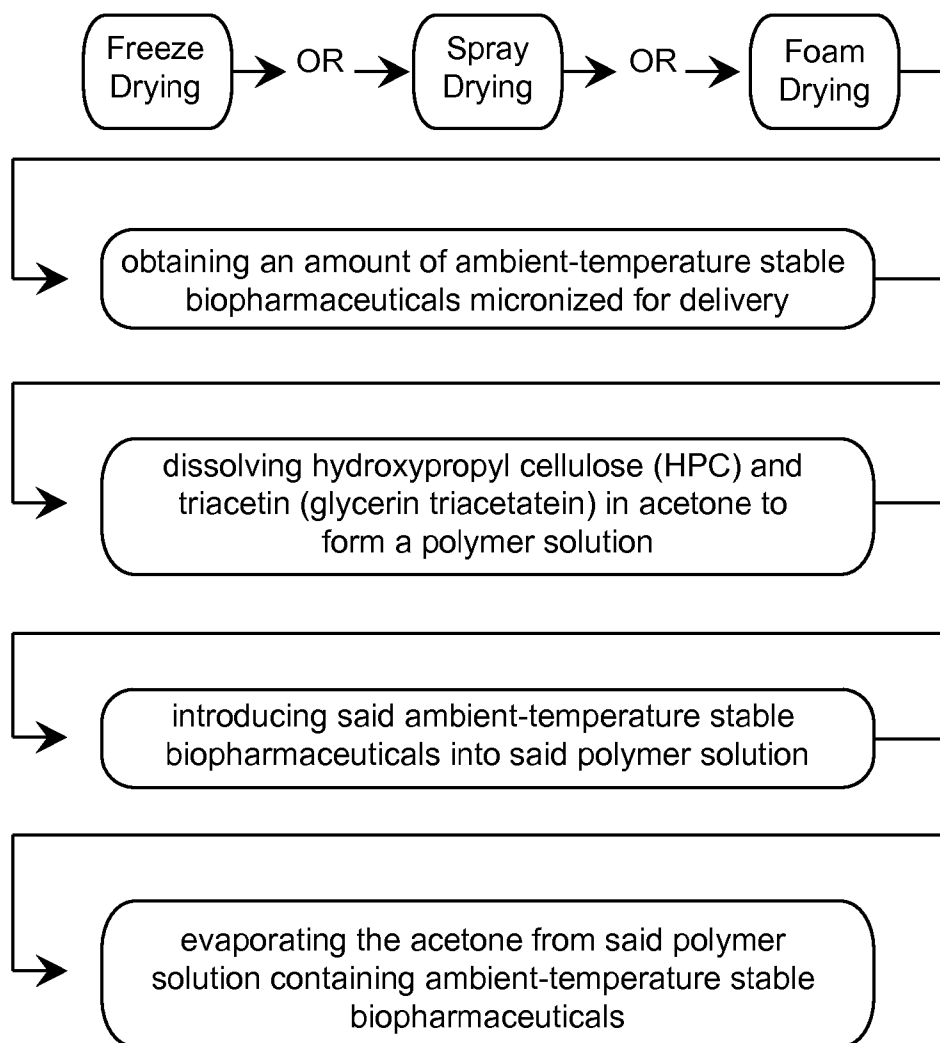 Freeze
Drying
OR
Spray
Drying
OR
Foam
Drying
obtaining an amount of ambient-temperature stable
biopharmaceuticals micronized for delivery
dissolving hydroxypropyl cellulose (HPC) and
triacetin (glycerin triacetatein) in acetone to
form a polymer solution
introducing said ambient-temperature stable
biopharmaceuticals into said polymer solution
evaporating the acetone from said polymer
solution containing ambient-temperature stable
biopharmaceuticals